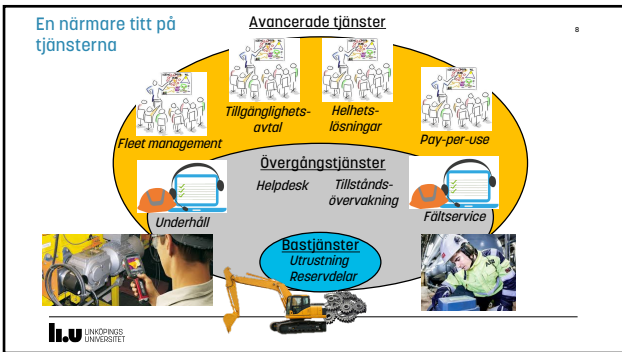 En närmare titt på
tjänsterna
Avancerade tjänster
8
Tillgänglighets-
avtal
Helhets-
lösningar
Fleet management
Pay-per-use
Övergångstjänster
Helpdesk
Tillstånds-
övervakning
Underhåll
Fältservice
Bastjänster
Utrustning
Reservdelar
LINKÖPINGS
UNIVERSITET